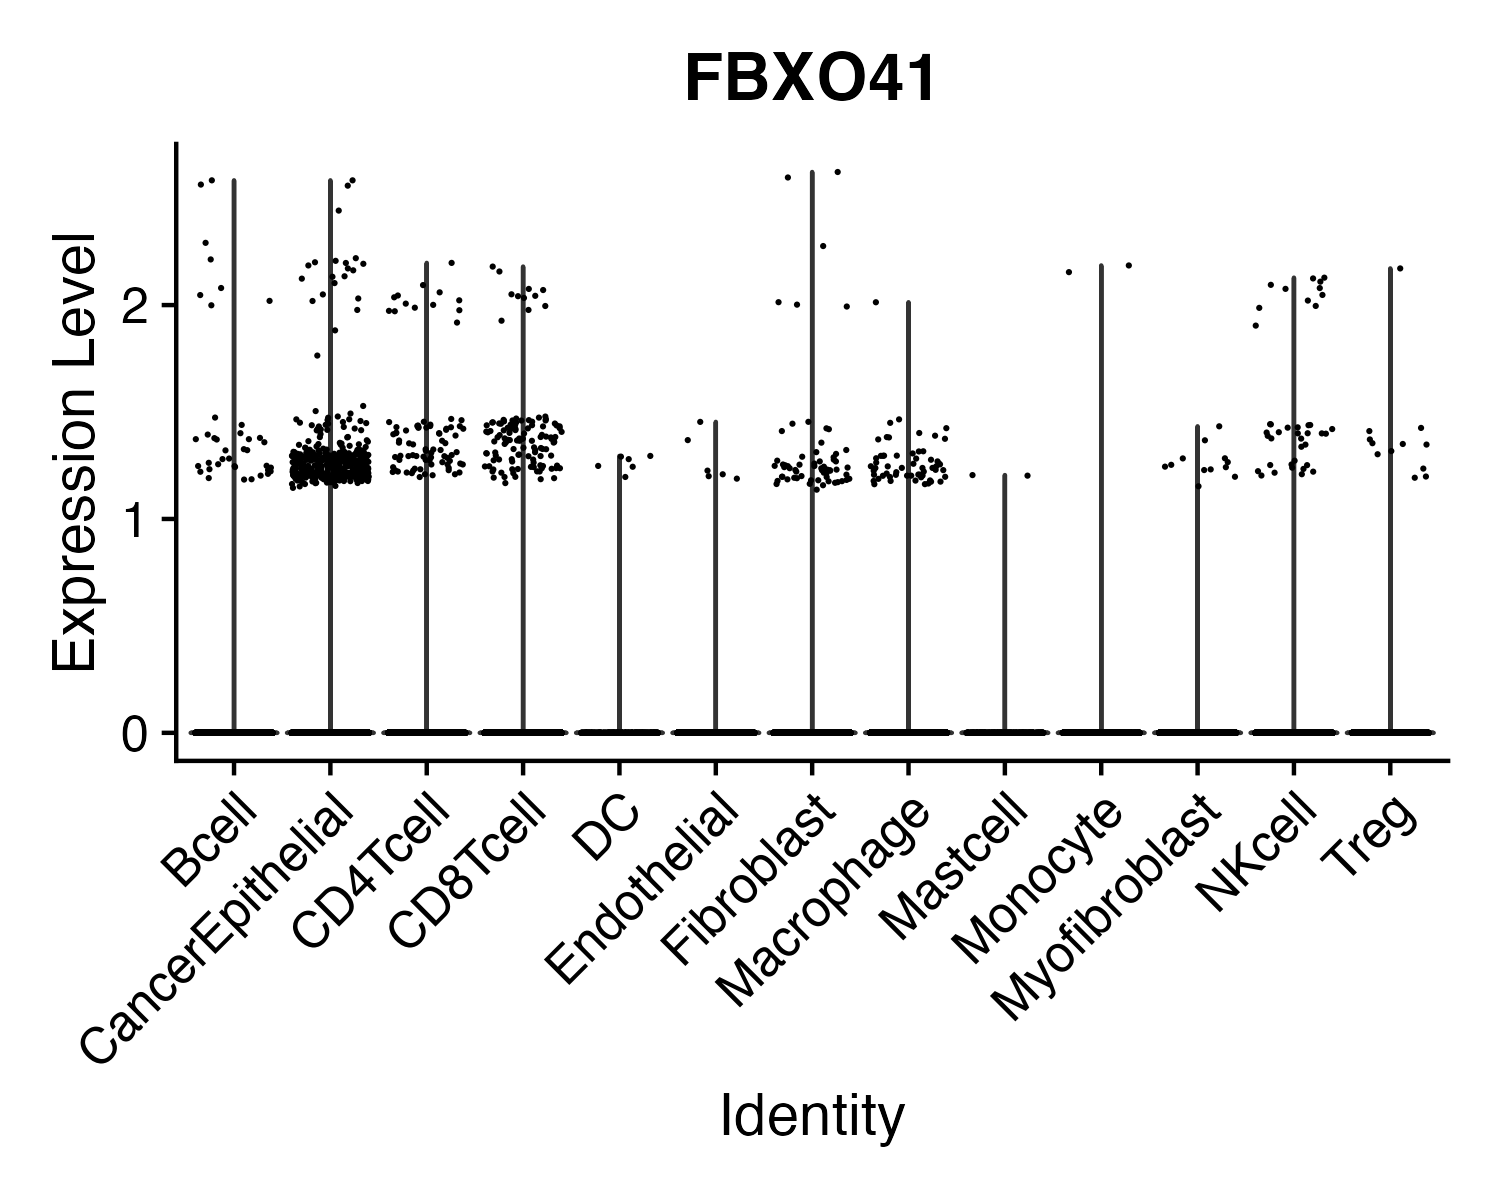 FBXO41
Expression Level
2
1
0
Bcell
CancerEpithelial
CD4Tcell
CD8Tcell
DC
Endothelial
Fibroblast
Macrophage
Mastcell
Monocyte
Myofibroblast
NKcell
Treg
Identity